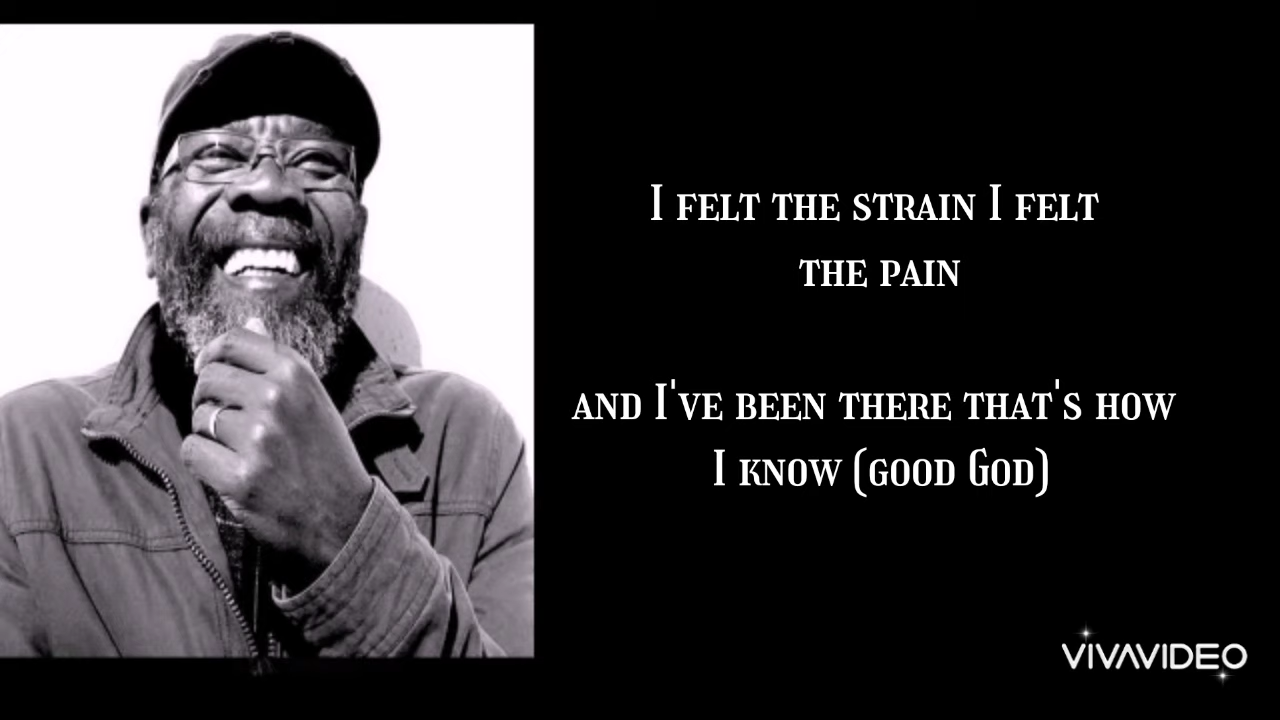 I FELT THE STRAIN I FELT
THE PAIN
AND I'VE BEEN THERE THAT'S HOW
I KNOW (GOOD GOD)
VIVAVIDEO